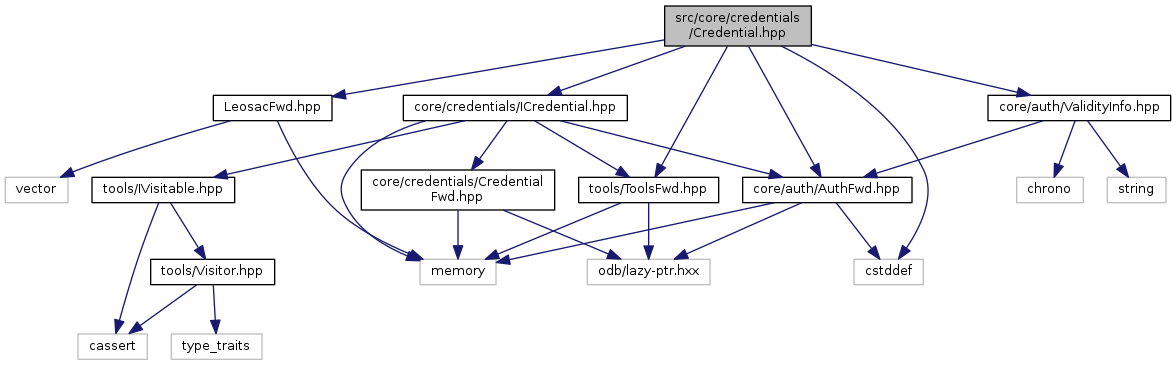 src/core/credentials
/Credential.hpp
LeosacFwd.hpp
core/credentials/ICredential.hpp
core/auth/ValidityInfo.hpp
vector
tools/IVisitable.hpp
core/credentials/Credential
Fwd.hpp
tools/ToolsFwd.hpp
core/auth/AuthFwd.hpp
chrono
string
tools/Visitor.hpp
memory
odb/lazy-ptr.hxx
cstddef
cassert
type_traits